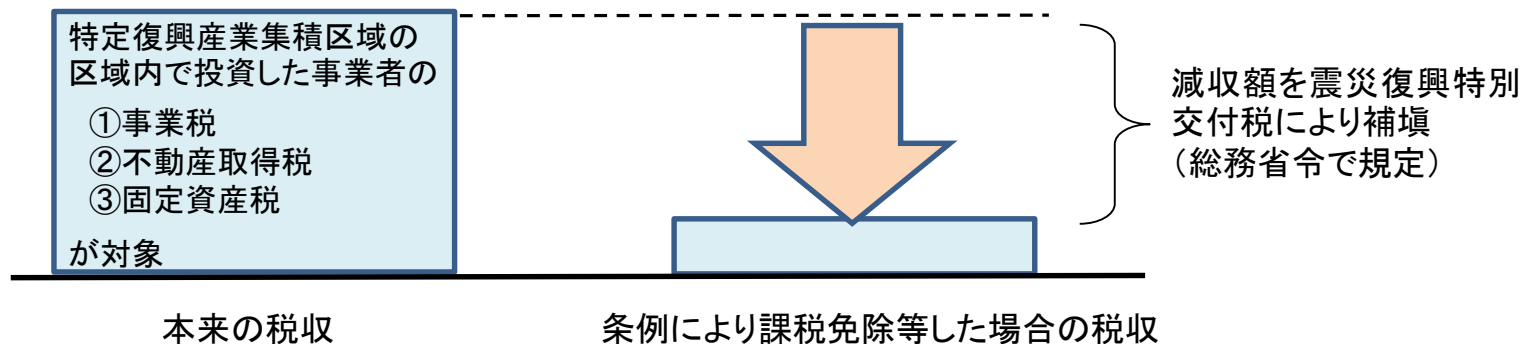 特定復興産業集積区域の
区域内で投資した事業者の
①事業税
②不動産取得税
③固定資産税
が対象
減収額を震災復興特別
交付税により補塡
（総務省令で規定）
本来の税収
条例により課税免除等した場合の税収